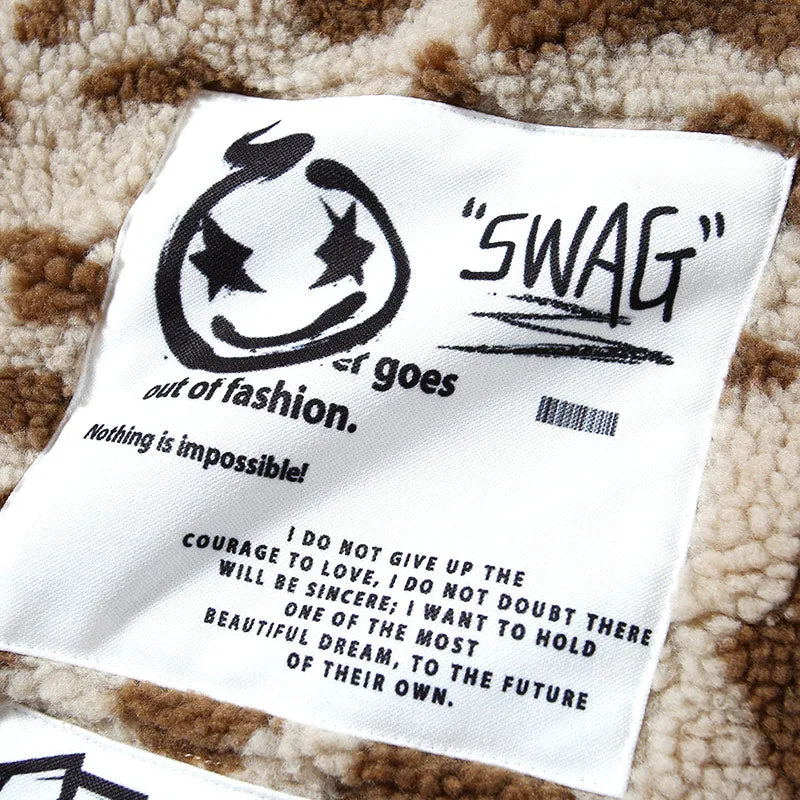 "SWAG"
er goes
out of fashion.
Nothing is impossible!
I DO NOT GIVE UP THE
COURAGE TO LOVE, I DO NOT DOUBT THERE
WILL BE SINCERE; I WANT TO HOLD
ONE OF THE MOST
BEAUTIFUL DREAM, TO THE FUTURE
OF THEIR OWN.